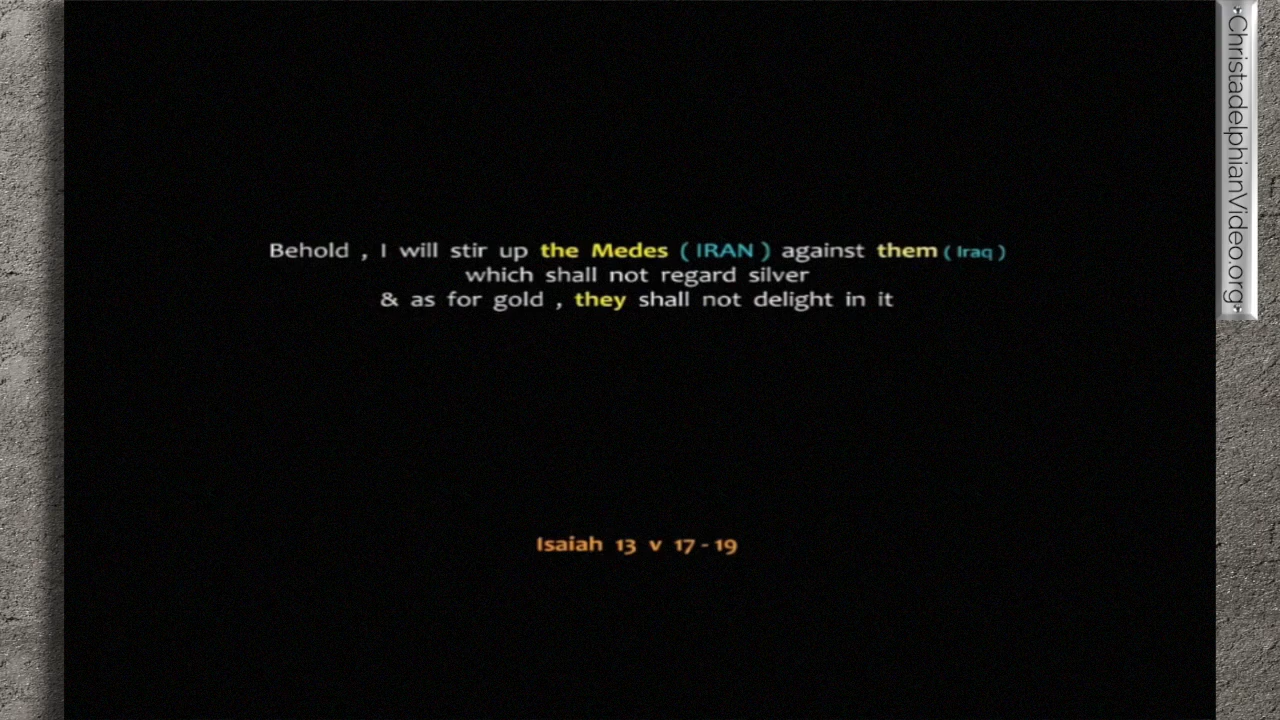 Behold , I will stir up the Medes ( IRAN ) against them ( Iraq )
which shall not regard silver
& as for gold , they shall not delight in it
Isaiah 13 v 17 - 19
ChristadelphianVideo.org